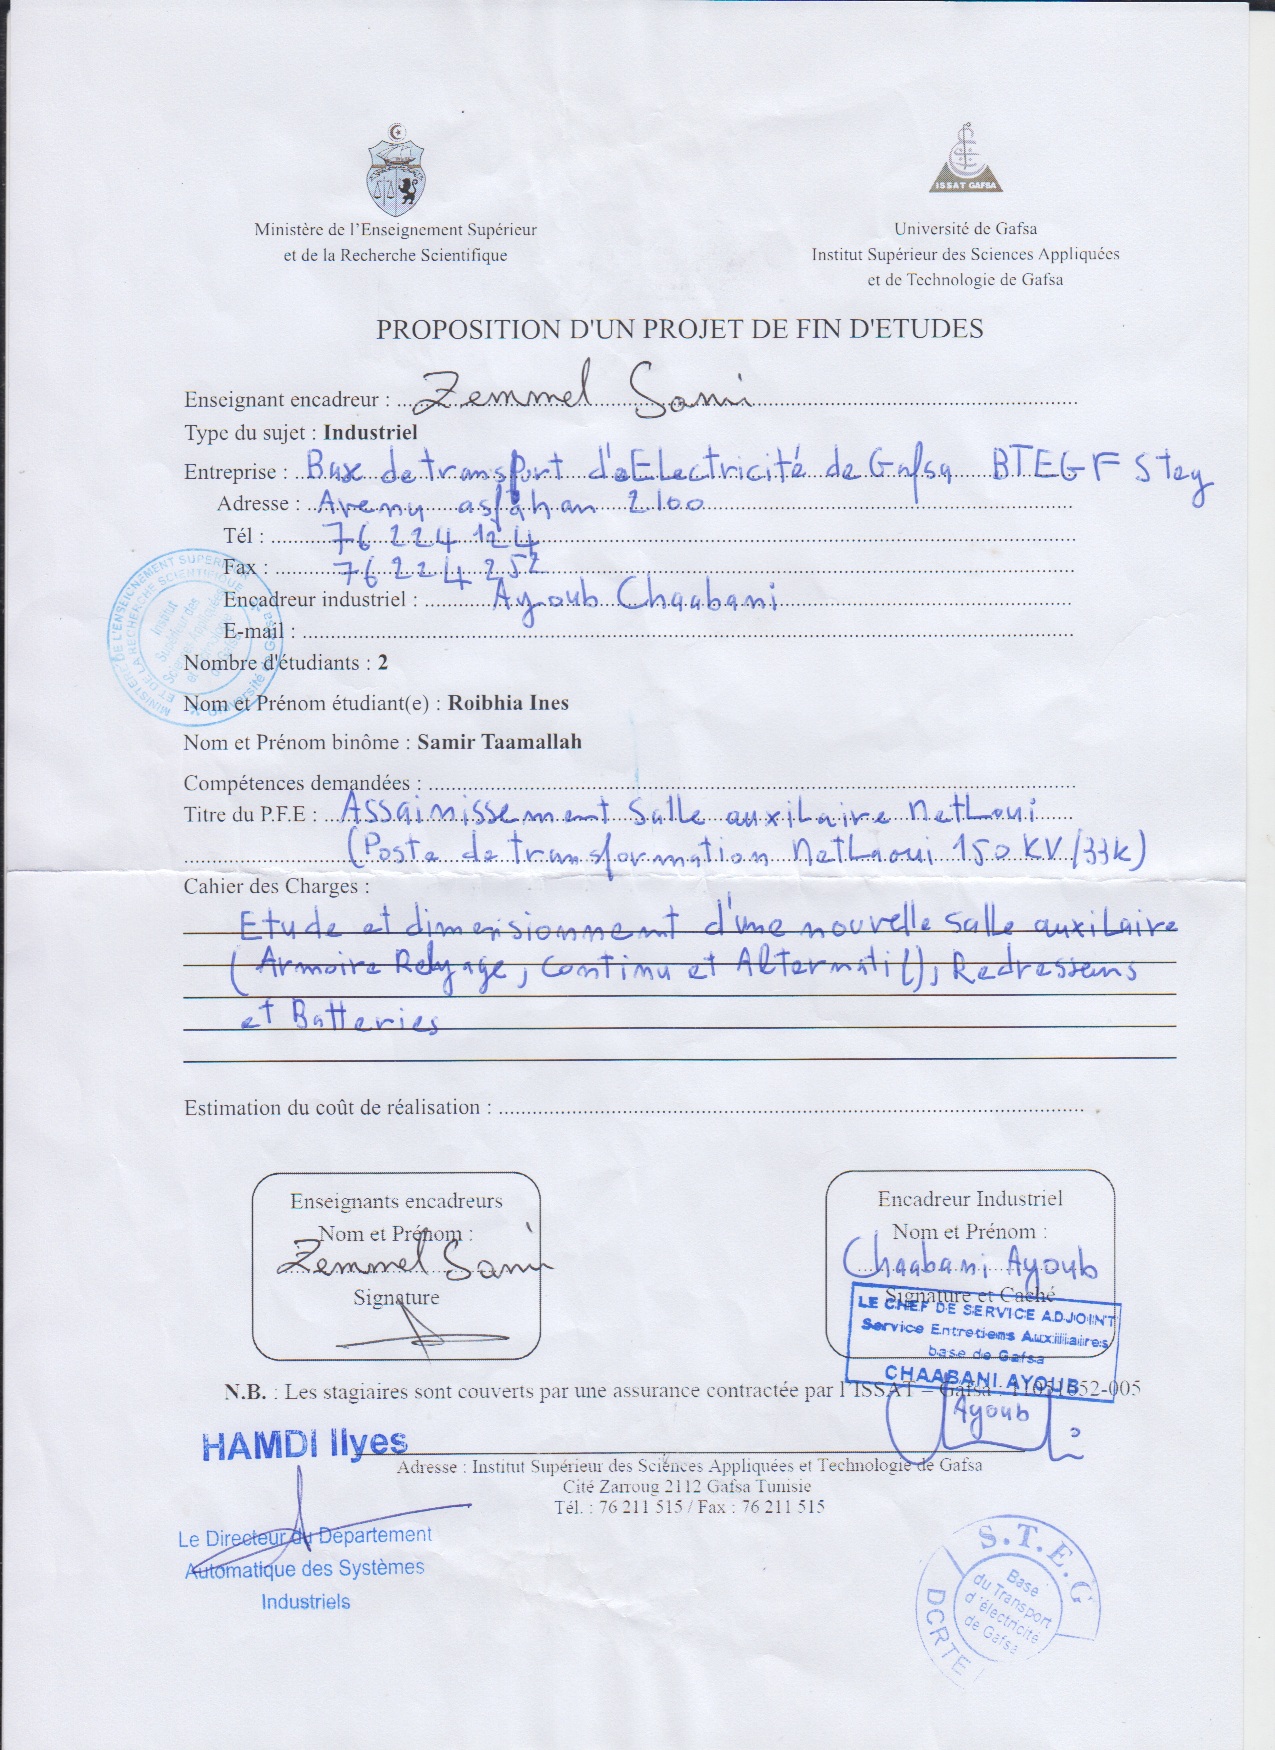 ISSAT GAFSA
Ministère de l'Enseignement Supérieur
et de la Recherche Scientifique
Université de Gafsa
Institut Supérieur des Sciences Appliquées
et de Technologie de Gafsa
PROPOSITION D'UN PROJET DE FIN D'ETUDES
Enseignant encadreur : Zemmel Sami
Type du sujet : Industriel
Entreprise : Bax de transport d'eElectricité de Gafsa BTEGF Steg
Adresse : Aveny asfahan 2100
Tél : 76 224 124
Fax : 76 224 252
Encadreur industriel : Ayoub Chaabani
E-mail :
Nombre d'étudiants : 2
Nom et Prénom étudiant(e) : Roibhia Ines
Nom et Prénom binôme : Samir Taamallah
Compétences demandées :
Titre du P.F.E : Assainissement Salle auxilaire Netloui
(Poste de transformation Netlaoui 150 KV/33k)
Cahier des Charges :
Etude et dimensionnment d'une nouvelle salle auxilaire
(Armoire Relayage, Continu et Alternatif), Redresseurs
et Batteries
Estimation du coût de réalisation :
Enseignants encadreurs
Nom et Prénom :
Zemmel Sami
Signature
Encadreur Industriel
Nom et Prénom :
Chaabani Ayoub
Signature et Caché
LE CHEF DE SERVICE ADJOINT
Service Entretiens Auxilliaires
base de Gafsa
CHAABANI AYOUB
N.B. : Les stagiaires sont couverts par une assurance contractée par l'ISSAT – Gafsa :
Ayoub
HAMDI Ilyes
Adresse : Institut Supérieur des Sciences Appliquées et Technologie de Gafsa
Cité Zarroug 2112 Gafsa Tunisie
Tél. : 76 211 515 / Fax : 76 211 515
Le Directeur du Département
Automatique des Systèmes
Industriels
S.T.E.G
Base
du Transport
d'électricité
de Gafsa
DCRTE